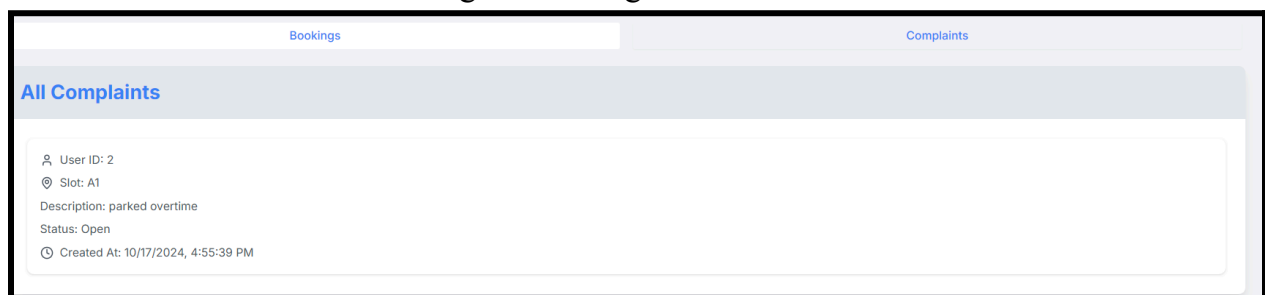 Bookings
Complaints
All Complaints
User ID: 2
Slot: A1
Description: parked overtime
Status: Open
Created At: 10/17/2024, 4:55:39 PM